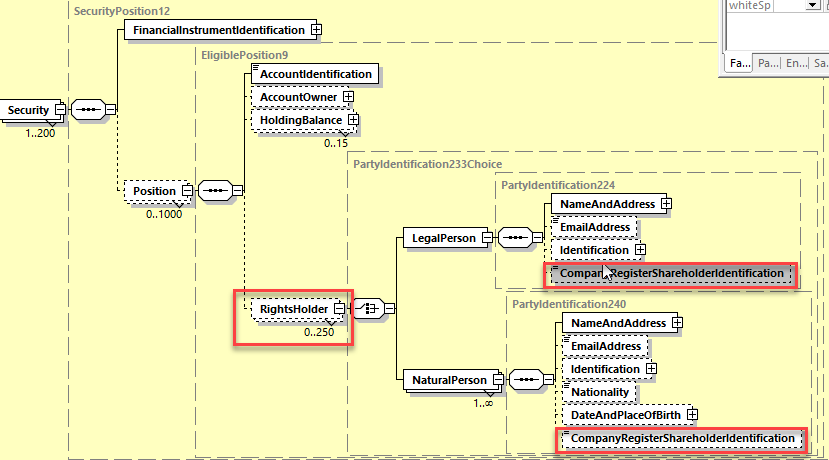 whiteSp
SecurityPosition12
FinancialInstrumentIdentification
Fa...
Pa...
En...
Sa
EligiblePosition9
AccountIdentification
AccountOwner
HoldingBalance
0..15
Security
1..200
PartyIdentification233Choice
PartyIdentification224
Position
0..1000
NameAndAddress
EmailAddress
LegalPerson
Identification
CompanyRegisterShareholderIdentification
PartyIdentification240
RightsHolder
0..250
NameAndAddress
EmailAddress
Identification
NaturalPerson
1..∞
Nationality
DateAndPlaceOfBirth
CompanyRegisterShareholderIdentification